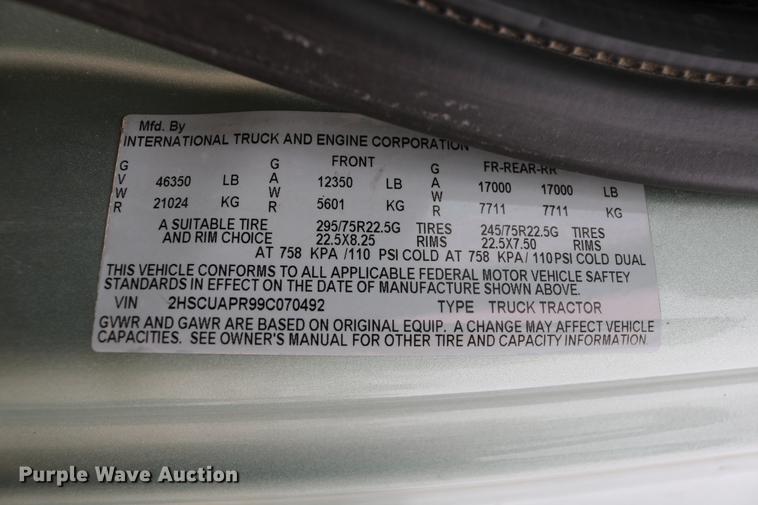 Mfd. By
INTERNATIONAL TRUCK AND ENGINE CORPORATION
G V W R 46350 LB 21024 KG
G A W R FRONT 12350 LB 5601 KG
G A W R FR-REAR-RR 17000 17000 LB 7711 7711 KG
A SUITABLE TIRE 295/75R22.5G TIRES 245/75R22.5G TIRES
AND RIM CHOICE 22.5X8.25 RIMS 22.5X7.50 RIMS
AT 758 KPA /110 PSI COLD AT 758 KPA/ 110 PSI COLD DUAL
THIS VEHICLE CONFORMS TO ALL APPLICABLE FEDERAL MOTOR VEHICLE SAFTEY
STANDARDS IN EFFECT ON THE DATE OF MANUFACTURE SHOWN ABOVE.
VIN 2HSCUAPR99C070492 TYPE TRUCK TRACTOR
GVWR AND GAWR ARE BASED ON ORIGINAL EQUIP. A CHANGE MAY AFFECT VEHICLE
CAPACITIES. SEE OWNER'S MANUAL FOR OTHER TIRE AND CAPACITY INFORMATION.
Purple Wave Auction